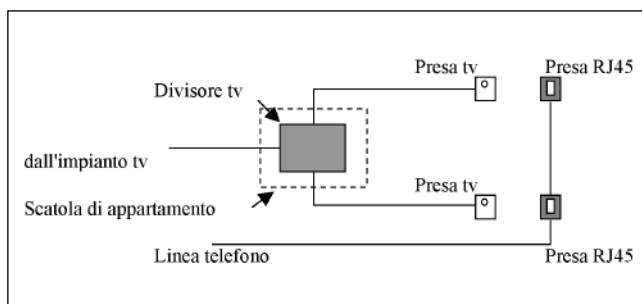 Presa tv
Presa RJ45
Divisore tv
dall'impianto tv
Presa tv
Scatola di appartamento
Linea telefono
Presa RJ45